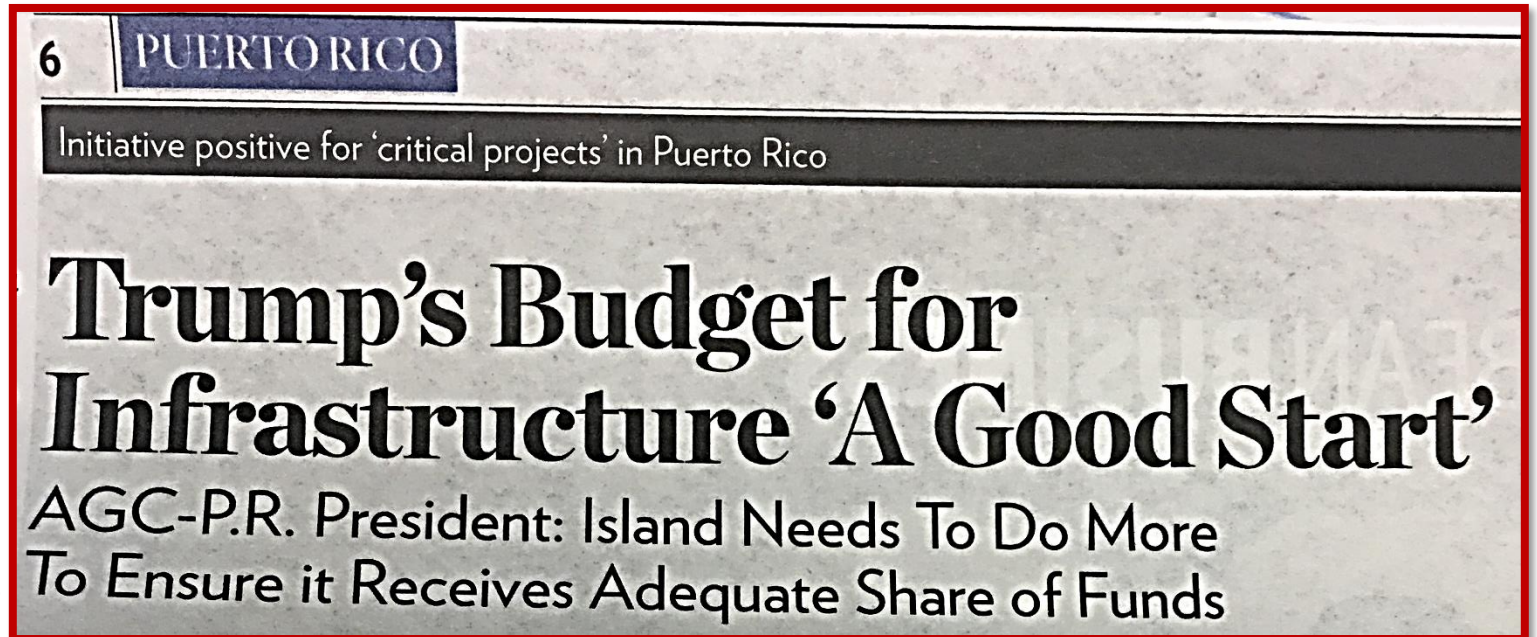 6 PUERTO RICO
Initiative positive for ‘critical projects’ in Puerto Rico
Trump’s Budget for
Infrastructure ‘A Good Start’
AGC-P.R. President: Island Needs To Do More
To Ensure it Receives Adequate Share of Funds